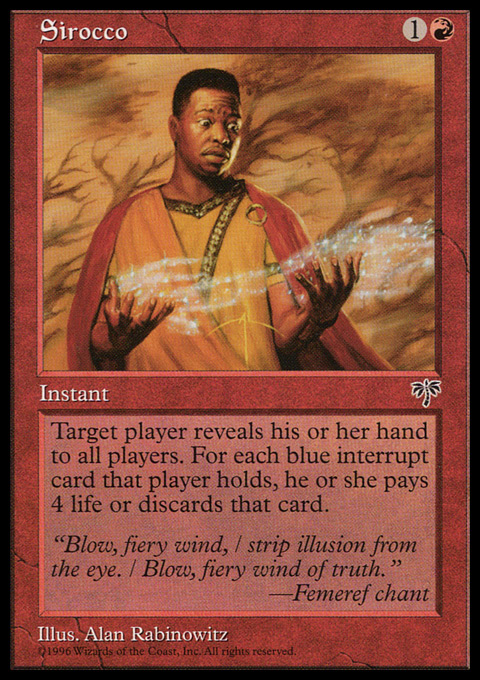 Sirocco
1
Instant
Target player reveals his or her hand
to all players. For each blue interrupt
card that player holds, he or she pays
4 life or discards that card.
“Blow, fiery wind, / strip illusion from
the eye. / Blow, fiery wind of truth.”
—Femeref chant
Illus. Alan Rabinowitz
©1996 Wizards of the Coast, Inc. All rights reserved.